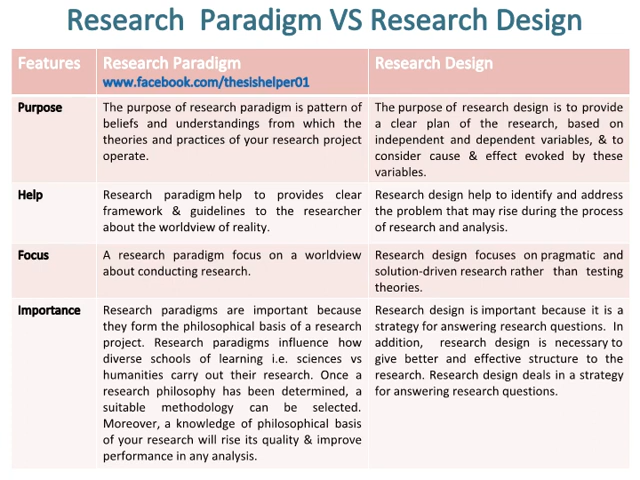 Research Paradigm VS Research Design
Features
Research Paradigm
www.facebook.com/thesishelper01
Research Design
Purpose
The purpose of research paradigm is pattern of
beliefs and understandings from which the
theories and practices of your research project
operate.
The purpose of research design is to provide
a clear plan of the research, based on
independent and dependent variables, & to
consider cause & effect evoked by these
variables.
Help
Research paradigm help to provides clear
framework & guidelines to the researcher
about the worldview of reality.
Research design help to identify and address
the problem that may rise during the process
of research and analysis.
Focus
A research paradigm focus on a worldview
about conducting research.
Research design focuses on pragmatic and
solution-driven research rather than testing
theories.
Importance
Research paradigms are important because
they form the philosophical basis of a research
project. Research paradigms influence how
diverse schools of learning i.e. sciences vs
humanities carry out their research. Once a
research philosophy has been determined, a
suitable methodology can be selected.
Moreover, a knowledge of philosophical basis
of your research will rise its quality & improve
performance in any analysis.
Research design is important because it is a
strategy for answering research questions. In
addition, research design is necessary to
give better and effective structure to the
research. Research design deals in a strategy
for answering research questions.